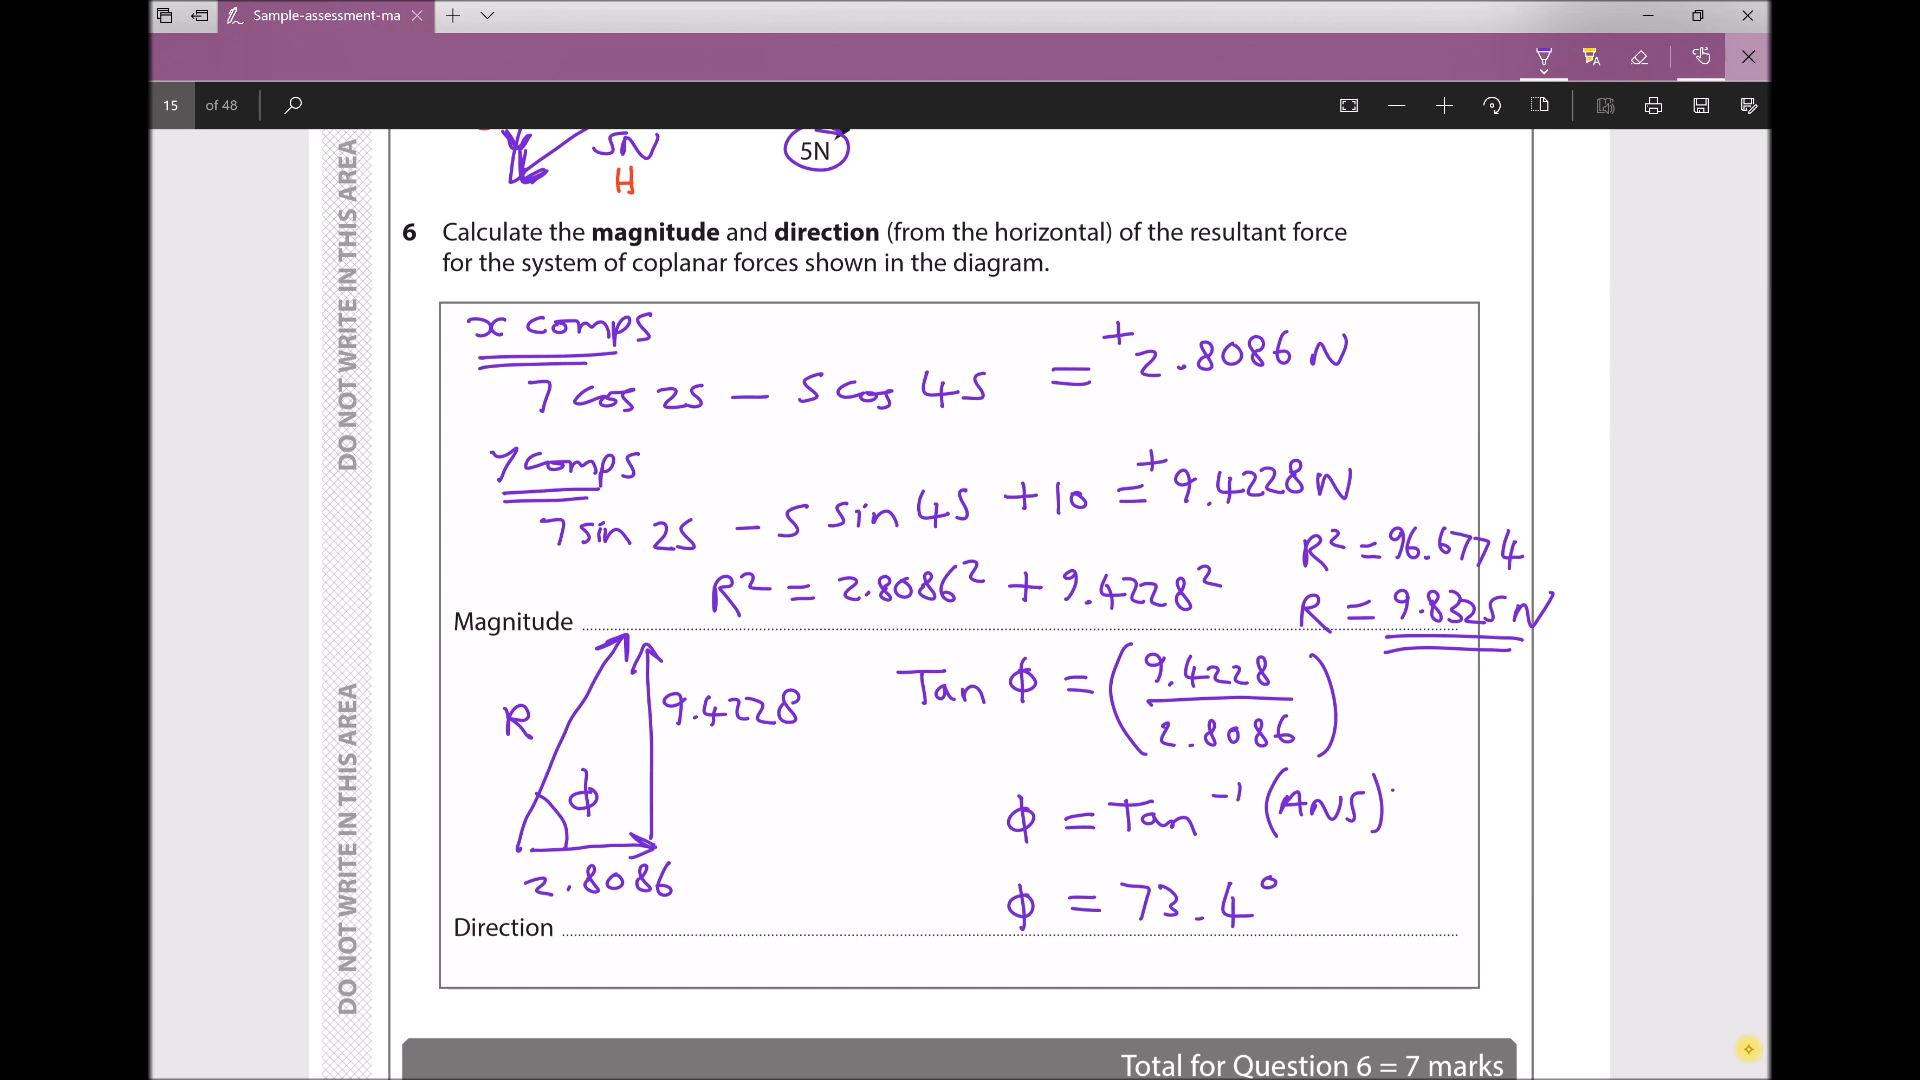 Sample-assessment-ma
15 of 48
5N
H
5N
6 Calculate the magnitude and direction (from the horizontal) of the resultant force
for the system of coplanar forces shown in the diagram.
x comps
7 cos 25 — 5 cos 45 = +2.8086 N
y comps
7 sin 25 - 5 sin 45 + 10 = +9.4228 N
R² = 96.6774
R² = 2.8086² + 9.4228²
R = 9.8325 N
Magnitude
R
9.4228
ϕ
2.8086
Tan ϕ = (9.4228 / 2.8086)
ϕ = Tan⁻¹ (ANS)
ϕ = 73.4°
Direction
Total for Question 6 = 7 marks
DO NOT WRITE IN THIS AREA
DO NOT WRITE IN THIS AREA